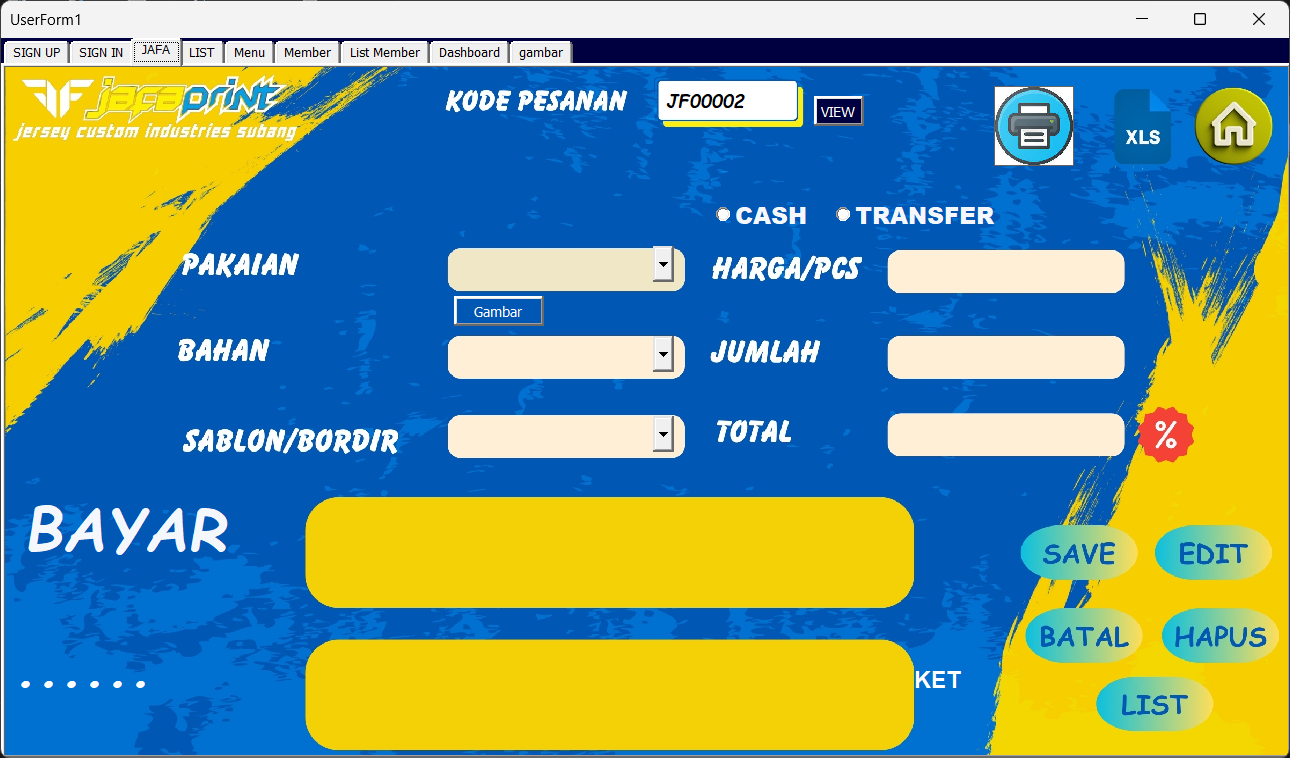 UserForm1
SIGN UP SIGN IN JAFA LIST Menu Member List Member Dashboard gambar
jafaprint
jersey custom industries subang
KODE PESANAN JF00002 VIEW
XLS
CASH TRANSFER
PAKAIAN HARGA/PCS
Gambar
BAHAN JUMLAH
SABLON/BORDIR TOTAL %
BAYAR
SAVE EDIT
BATAL HAPUS
...... KET
LIST